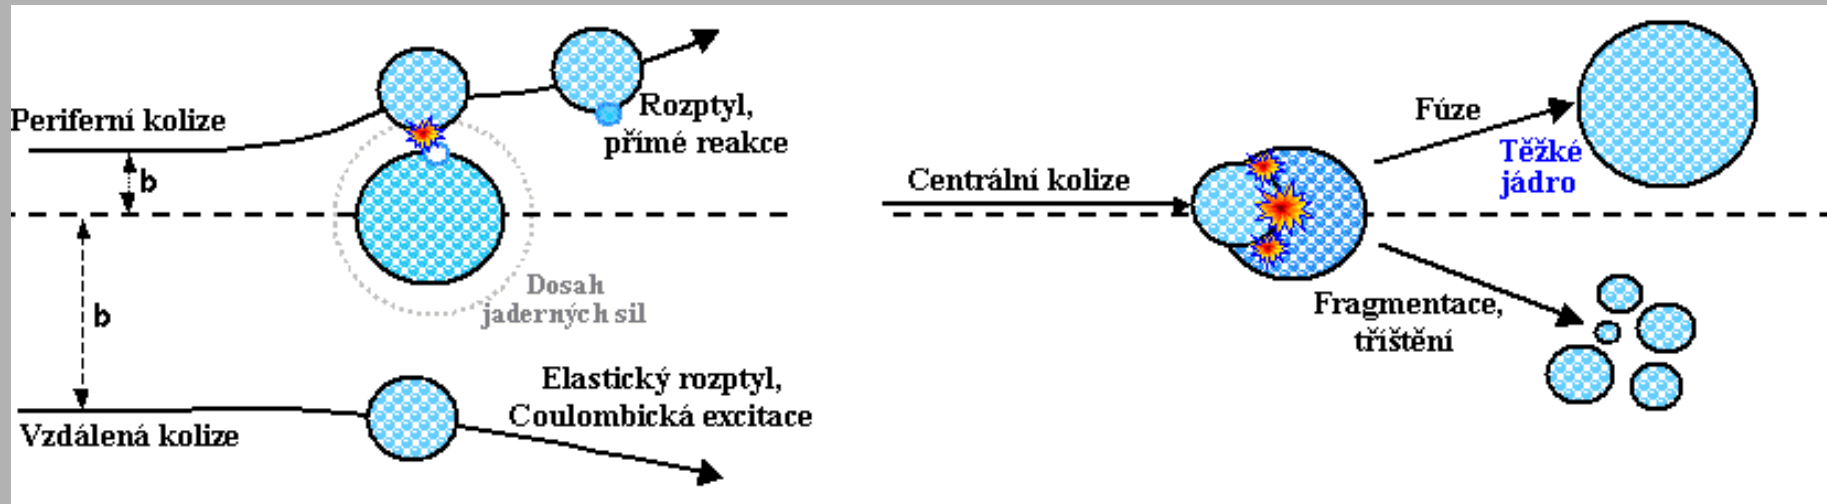 Periferní kolize
b
Rozptyl,
přímé reakce
Dosah
jaderných sil
b
Vzdálená kolize
Elastický rozptyl,
Coulombická excitace
Centrální kolize
Fúze
Těžké
jádro
Fragmentace,
tříštění